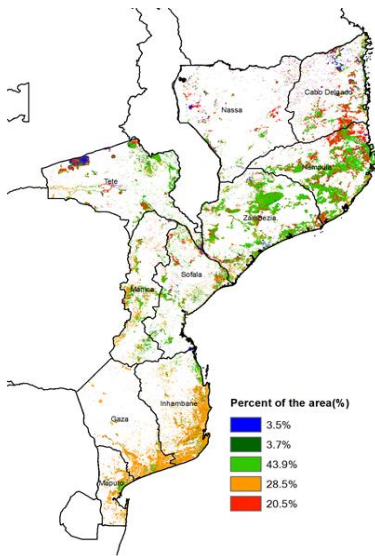 Cabo Delgado
Nassa
Nampula
Tete
Zambezia
Sofala
Manica
Inhambane
Gaza
Maputo
Percent of the area(%)
3.5%
3.7%
43.9%
28.5%
20.5%